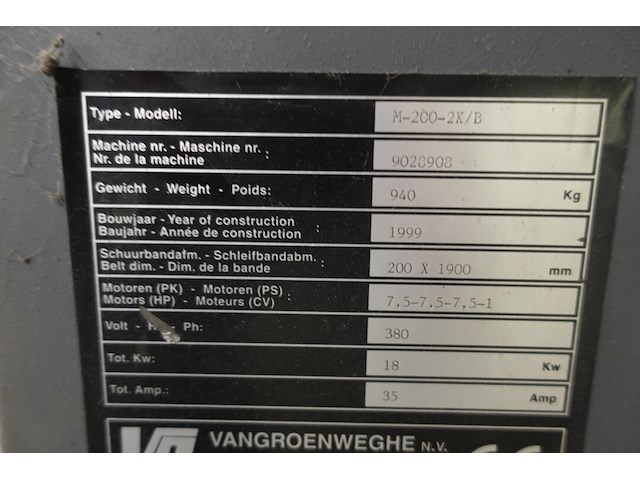 Type - Modell: M-200-2K/B
Machine nr. - Maschine nr.
Nr. de la machine : 9028908
Gewicht - Weight - Poids: 940 Kg
Bouwjaar - Year of construction
Baujahr - Année de construction : 1999
Schuurbandafm. - Schleifbandabm.
Belt dim. - Dim. de la bande : 200 X 1900 mm
Motoren (PK) - Motoren (PS)
Motors (HP) - Moteurs (CV) : 7,5-7,5-7,5-1
Volt - - Ph: 380
Tot. Kw: 18 Kw
Tot. Amp.: 35 Amp
VANGROENWEGHE N.V.